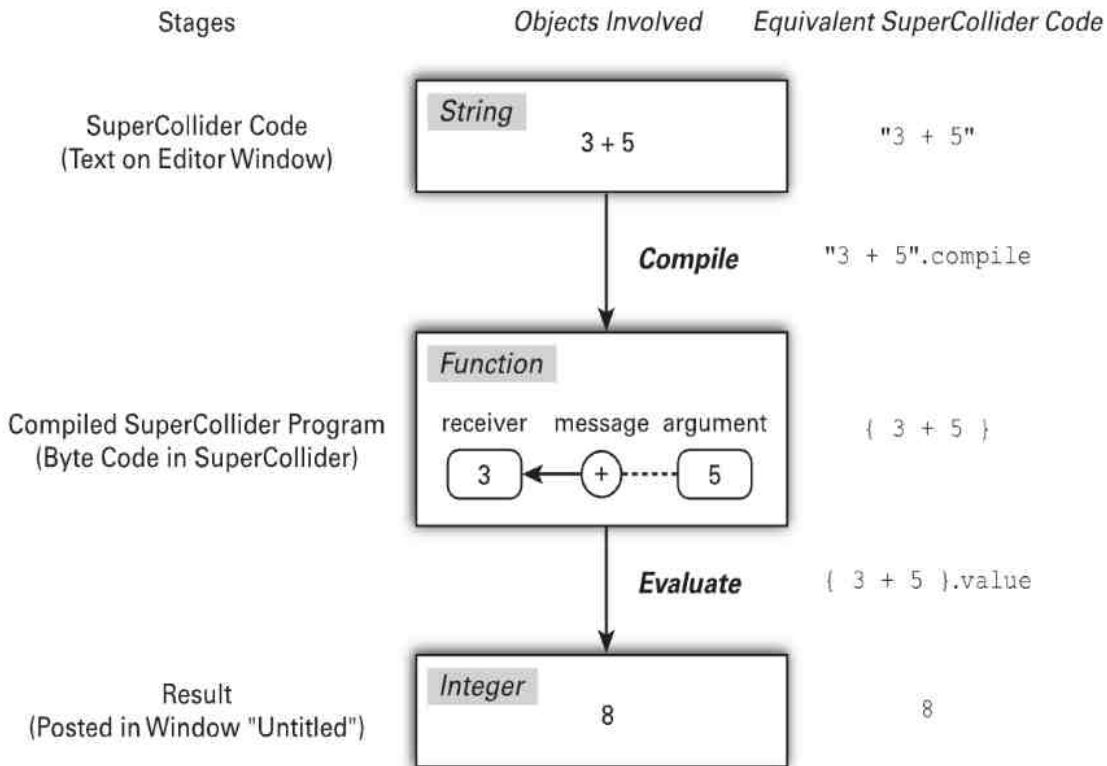 Stages Objects Involved Equivalent SuperCollider Code
String
SuperCollider Code
(Text on Editor Window)
3 + 5
"3 + 5"
Compile
"3 + 5".compile
Function
Compiled SuperCollider Program
(Byte Code in SuperCollider)
receiver message argument
3 + 5
{ 3 + 5 }
Evaluate
{ 3 + 5 }.value
Integer
Result
(Posted in Window "Untitled")
8
8